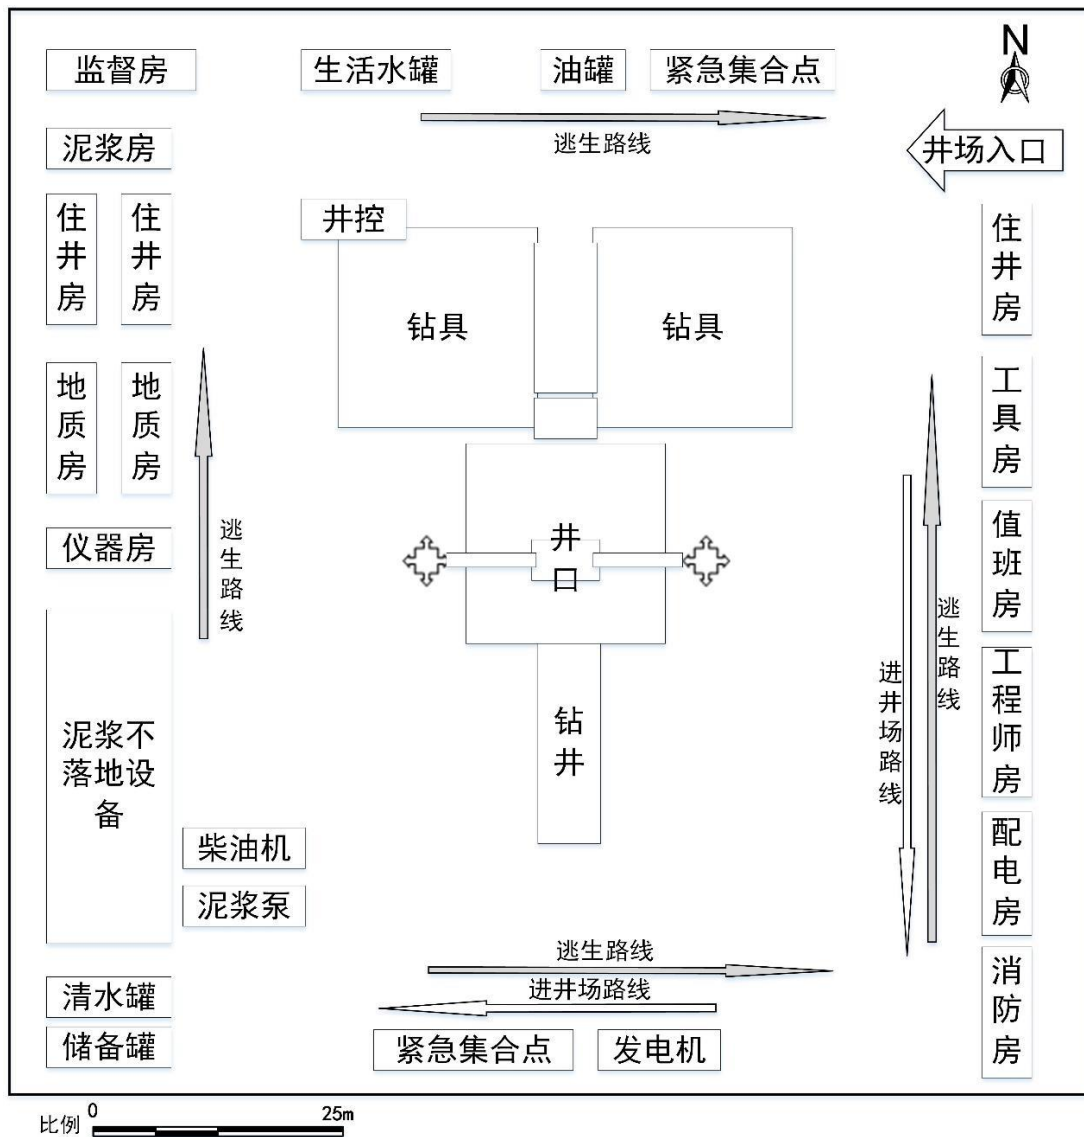 监督房
生活水罐
油罐
紧急集合点
N
逃生路线
泥浆房
井场入口
住井房
住井房
井控
住井房
钻具
钻具
地质房
地质房
工具房
逃生路线
仪器房
井口
值班房
逃生路线
进井场路线
工程师房
钻井
泥浆不
落地设
备
柴油机
配电房
泥浆泵
逃生路线
进井场路线
清水罐
消防房
储备罐
紧急集合点
发电机
比例
0
25m